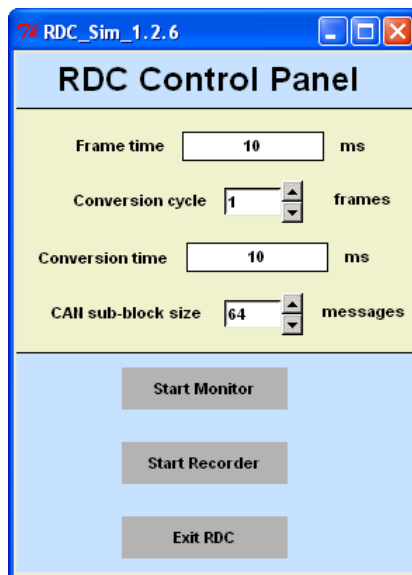 RDC_Sim_1.2.6
RDC Control Panel
Frame time 10 ms
Conversion cycle 1 frames
Conversion time 10 ms
CAN sub-block size 64 messages
Start Monitor
Start Recorder
Exit RDC